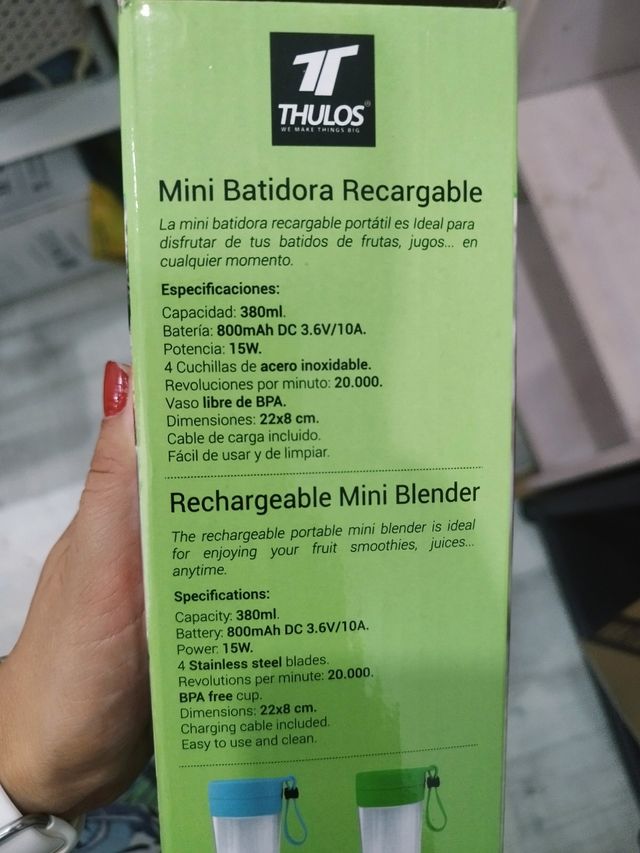 THULOS®
WE MAKE THINGS BIG
Mini Batidora Recargable
La mini batidora recargable portátil es Ideal para
disfrutar de tus batidos de frutas, jugos... en
cualquier momento.
Especificaciones:
Capacidad: 380ml.
Batería: 800mAh DC 3.6V/10A.
Potencia: 15W.
4 Cuchillas de acero inoxidable.
Revoluciones por minuto: 20.000.
Vaso libre de BPA.
Dimensiones: 22x8 cm.
Cable de carga incluido.
Fácil de usar y de limpiar.
Rechargeable Mini Blender
The rechargeable portable mini blender is ideal
for enjoying your fruit smoothies, juices...
anytime.
Specifications:
Capacity: 380ml.
Battery: 800mAh DC 3.6V/10A.
Power: 15W.
4 Stainless steel blades.
Revolutions per minute: 20.000.
BPA free cup.
Dimensions: 22x8 cm.
Charging cable included.
Easy to use and clean.